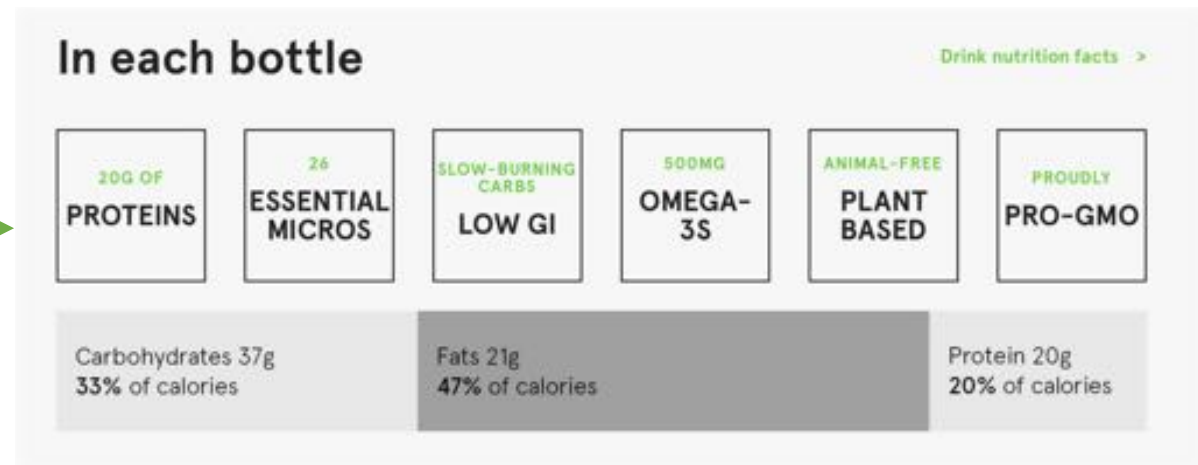 In each bottle
Drink nutrition facts >
20G OF
PROTEINS
26
ESSENTIAL
MICROS
SLOW-BURNING
CARBS
LOW GI
500MG
OMEGA-
3S
ANIMAL-FREE
PLANT
BASED
PROUDLY
PRO-GMO
Carbohydrates 37g
33% of calories
Fats 21g
47% of calories
Protein 20g
20% of calories